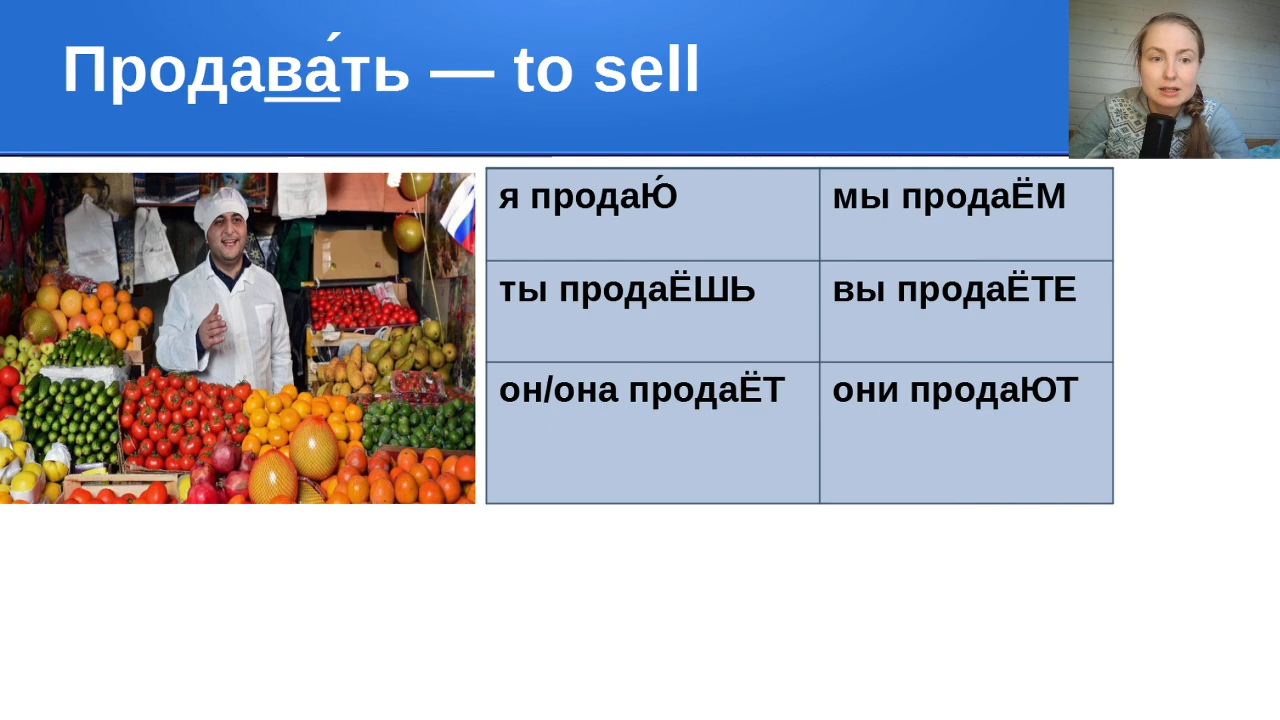 Продава́ть — to sell
я продаЮ́
мы продаЁМ
ты продаЁШЬ
вы продаЁТЕ
он/она продаЁТ
они продаЮТ